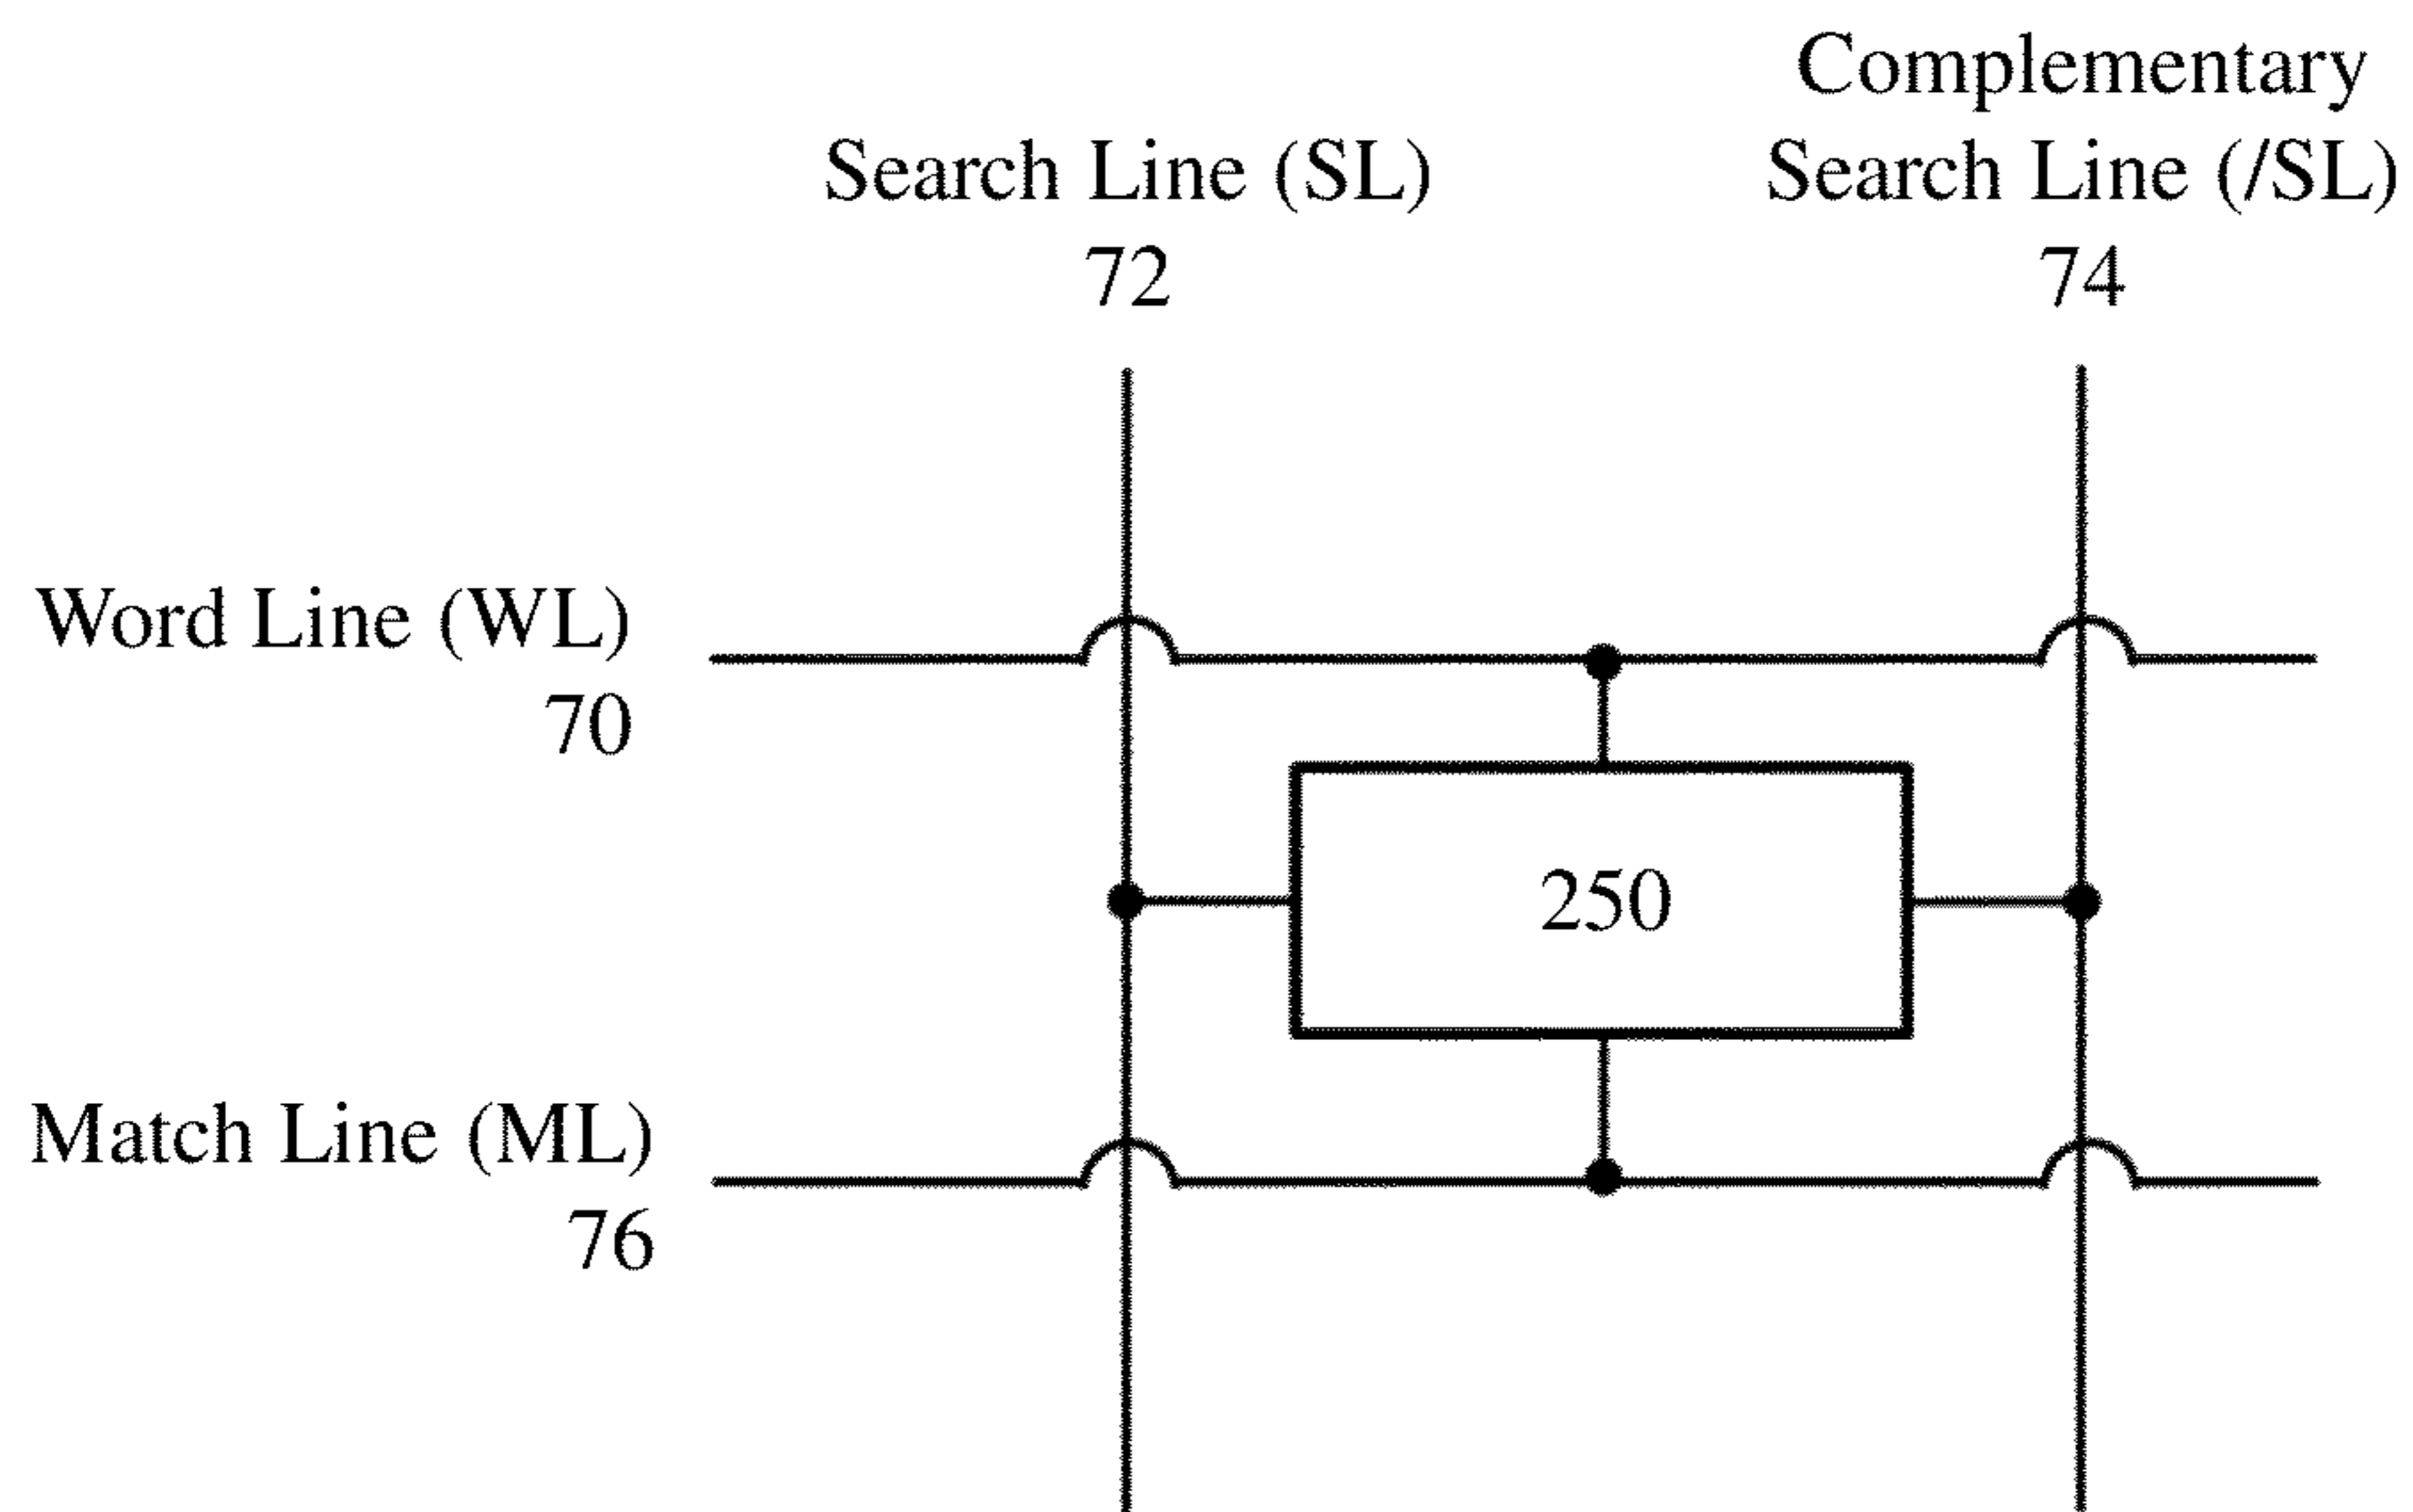 Complementary
Search Line (SL)
Search Line (/SL)
72
74
Word Line (WL)
70
250
Match Line (ML)
76